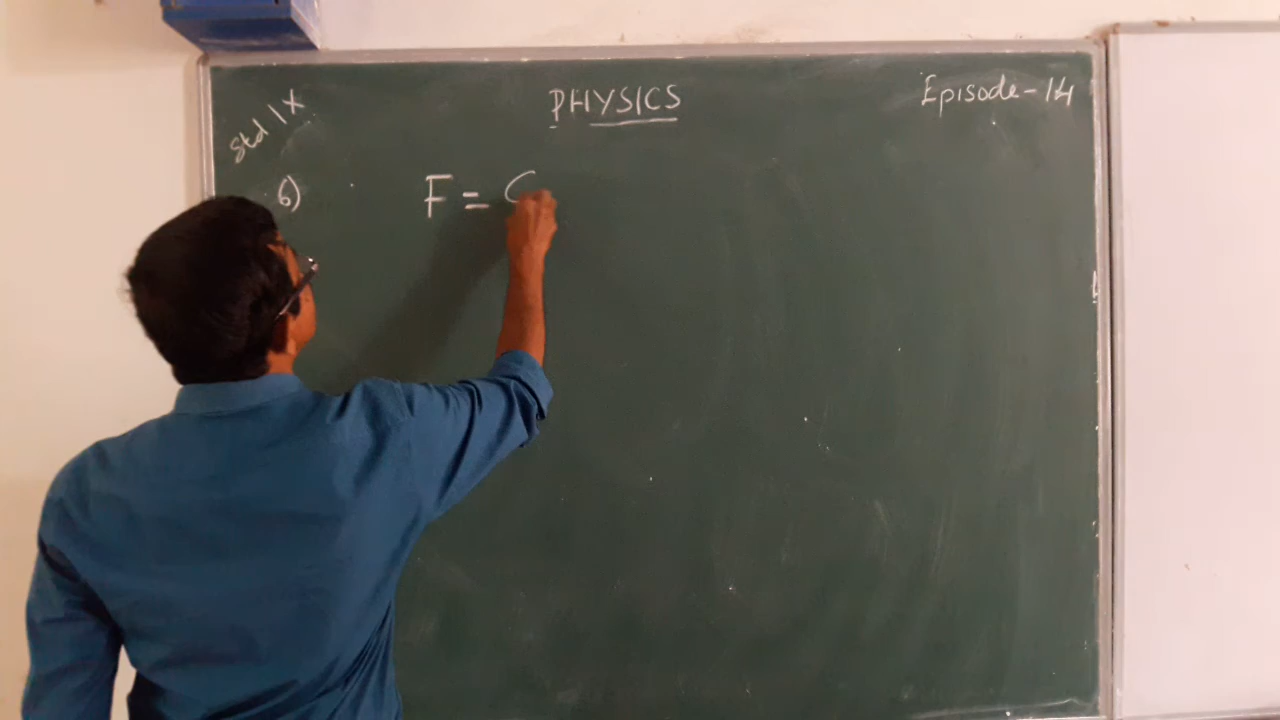 PHYSICS
Episode-14
Std IX
6) F = G